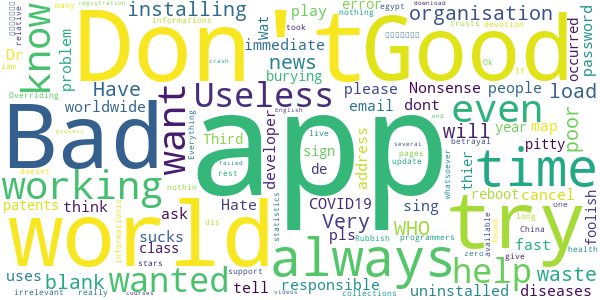 installing play error nothing egypt download
many registration informations wat immediate took
relative know problem Don't Good organisation trusts devotion password
Dr ian news Ok If occurred
Overriding Have burying crash
worldwide want Useless please Nonsense people load
Bad app email dont even
Third developer live address will year map poor
Everything English several betrayal pitty
process working sign pages update whatsoever time
failed rest de thier end
doesnt nothin COVID19 sing reboot cancel foolish
patents think ask Hate statistics WHO try
world informationis dis Very always pls Rubbish programmers available found long one
sucks class fast China health
uses stars wanted zero give
blank tell support responsible help waste
irrelevant really courses videos collections uninstalled diseases